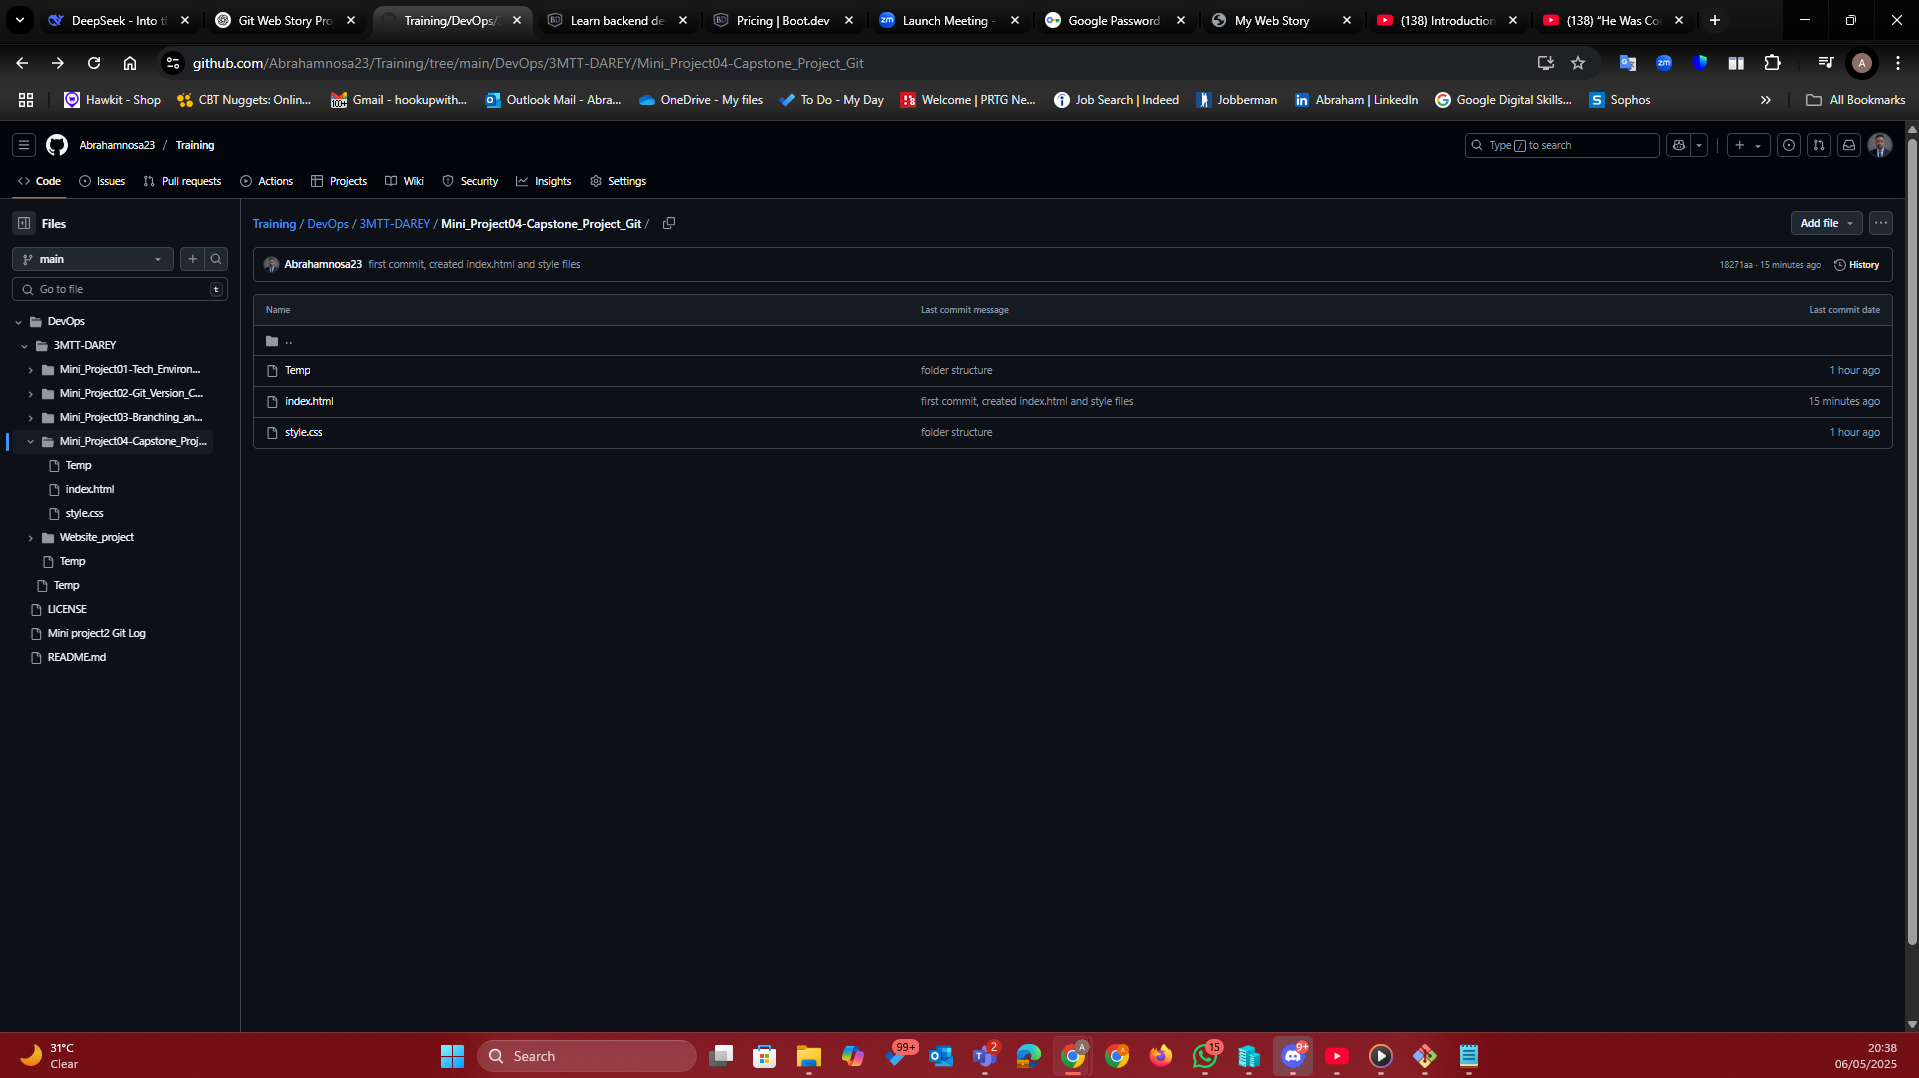 DeepSeek - Into t
Git Web Story Pro
Training/DevOps/
Learn backend de
Pricing | Boot.dev
Launch Meeting -
Google Password
My Web Story
(138) Introduction
(138) “He Was Co
github.com/Abrahamnosa23/Training/tree/main/DevOps/3MTT-DAREY/Mini_Project04-Capstone_Project_Git
zm
A
Hawkit - Shop
CBT Nuggets: Onlin...
Gmail - hookupwith...
Outlook Mail - Abra...
OneDrive - My files
To Do - My Day
Welcome | PRTG Ne...
Job Search | Indeed
Jobberman
Abraham | LinkedIn
Google Digital Skills...
Sophos
All Bookmarks
Abrahamnosa23 / Training
Type / to search
Code
Issues
Pull requests
Actions
Projects
Wiki
Security
Insights
Settings
Files
Training / DevOps / 3MTT-DAREY / Mini_Project04-Capstone_Project_Git /
Add file
main
Abrahamnosa23 first commit, created index.html and style files
18271aa · 15 minutes ago
History
Go to file
t
Name
Last commit message
Last commit date
..
Temp
folder structure
1 hour ago
index.html
first commit, created index.html and style files
15 minutes ago
style.css
folder structure
1 hour ago
DevOps
3MTT-DAREY
Mini_Project01-Tech_Environ...
Mini_Project02-Git_Version_C...
Mini_Project03-Branching_an...
Mini_Project04-Capstone_Proj...
Temp
index.html
style.css
Website_project
Temp
Temp
LICENSE
Mini project2 Git Log
README.md
31°C
Clear
Search
99+
2
A
15
9+
20:38
06/05/2025